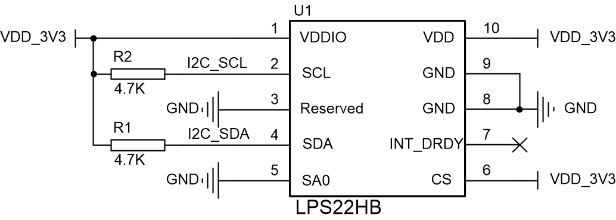 U1
VDD_3V3 1 VDDIO VDD 10 VDD_3V3
R2 I2C_SCL 2 SCL GND 9
4.7K
GND 3 Reserved GND 8 GND
R1 I2C_SDA 4 SDA INT_DRDY 7
4.7K
GND 5 SA0 CS 6 VDD_3V3
LPS22HB